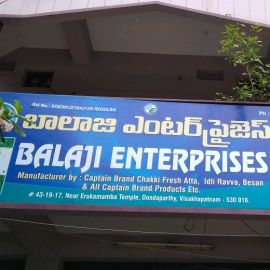 Ph :
బాలాజి ఎంటర్‌ప్రైజెస్
BALAJI ENTERPRISES
Manufacturer by : Captain Brand Chakki Fresh Atta, Idli Ravva, Besan
& All Captain Brand Products Etc.
# 43-19-17, Near Erukamamba Temple, Dondaparthy, Visakhapatnam - 530 016.